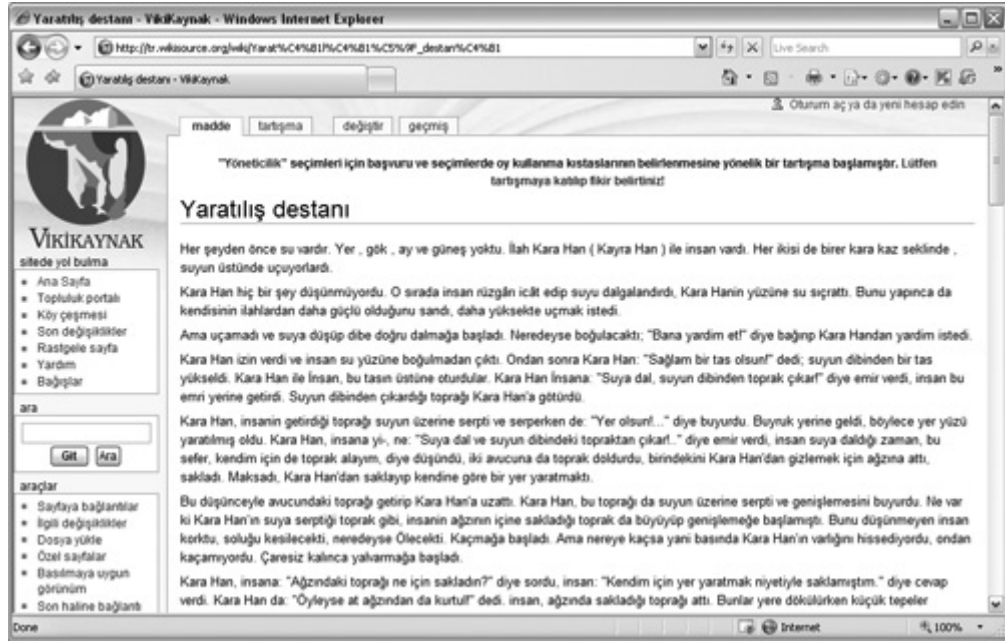 Yaratılış destanı - VikiKaynak - Windows Internet Explorer
http://tr.wikisource.org/wiki/Yarat%C4%B1l%C4%B1%C5%9F_destan%C4%B1
Live Search
Yaratılış destanı - VikiKaynak
Oturum aç ya da yeni hesap edin
madde tartışma değiştir geçmiş
"Yöneticilik" seçimleri için başvuru ve seçimlerde oy kullanma kıstaslarının belirlenmesine yönelik bir tartışma başlamıştır. Lütfen
tartışmaya katılıp fikir belirtiniz!
Yaratılış destanı
Her şeyden önce su vardır. Yer , gök , ay ve güneş yoktu. İlah Kara Han ( Kayra Han ) ile insan vardı. Her ikisi de birer kara kaz seklinde ,
suyun üstünde uçuyorlardı.
Kara Han hiç bir şey düşünmüyordu. O sırada insan rüzgân icât edip suyu dalgalandırdı, Kara Hanin yüzüne su sıçrattı. Bunu yapınca da
kendisinin ilahlardan daha güçlü olduğunu sandı, daha yüksekte uçmak istedi.
Ama uçamadı ve suya düşüp dibe doğru dalmağa başladı. Neredeyse boğulacaktı; "Bana yardim et!" diye bağırıp Kara Handan yardim istedi.
Kara Han izin verdi ve insan su yüzüne boğulmadan çıktı. Ondan sonra Kara Han: "Sağlam bir tas olsun!" dedi; suyun dibinden bir tas
yükseldi. Kara Han ile İnsan, bu tasın üstüne oturdular. Kara Han İnsana: "Suya dal, suyun dibinden toprak çıkar!" diye emir verdi, insan bu
emri yerine getirdi. Suyun dibinden çıkardığı toprağı Kara Han'a götürdü.
Kara Han, insanin getirdiği toprağı suyun üzerine serpti ve serperken de: "Yer olsun!..." diye buyurdu. Buyruk yerine geldi, böylece yer yüzü
yaratılmış oldu. Kara Han, insana yi-, ne: "Suya dal ve suyun dibindeki topraktan çıkar!.." diye emir verdi, insan suya daldığı zaman, bu
sefer, kendim için de toprak alayım, diye düşündü, iki avucuna da toprak doldurdu, birindekini Kara Han'dan gizlemek için ağzına attı,
sakladı. Maksadı, Kara Han'dan saklayıp kendine göre bir yer yaratmaktı.
Bu düşünceyle avucundaki toprağı getirip Kara Han'a uzattı. Kara Han, bu toprağı da suyun üzerine serpti ve genişlemesini buyurdu. Ne var
ki Kara Han'ın suya serptiği toprak gibi, insanin ağzının içine sakladığı toprak da büyüyüp genişlemeğe başlamıştı. Bunu düşünmeyen insan
korktu, soluğu kesilecekti, neredeyse Ölecekti. Kaçmağa başladı. Ama nereye kaçsa yani basında Kara Han'ın varlığını hissediyordu, ondan
kaçamıyordu. Çaresiz kalınca yalvarmağa başladı.
Kara Han, insana: "Ağzındaki toprağı ne için sakladın?" diye sordu, insan: "Kendim için yer yaratmak niyetiyle saklamıştım." diye cevap
verdi. Kara Han da: "Öyleyse at ağzından da kurtul!" dedi. insan, ağzında sakladığı toprağı attı. Bunlar yere dökülürken küçük tepeler
VİKİKAYNAK
sitede yol bulma
Ana Sayfa
Topluluk portalı
Köy çeşmesi
Son değişiklikler
Rastgele sayfa
Yardım
Bağışlar
ara
Git Ara
araçlar
Sayfaya bağlantılar
İlgili değişiklikler
Dosya yükle
Özel sayfalar
Basılmaya uygun
görünüm
Son haline bağlantı
Done
Internet
100%